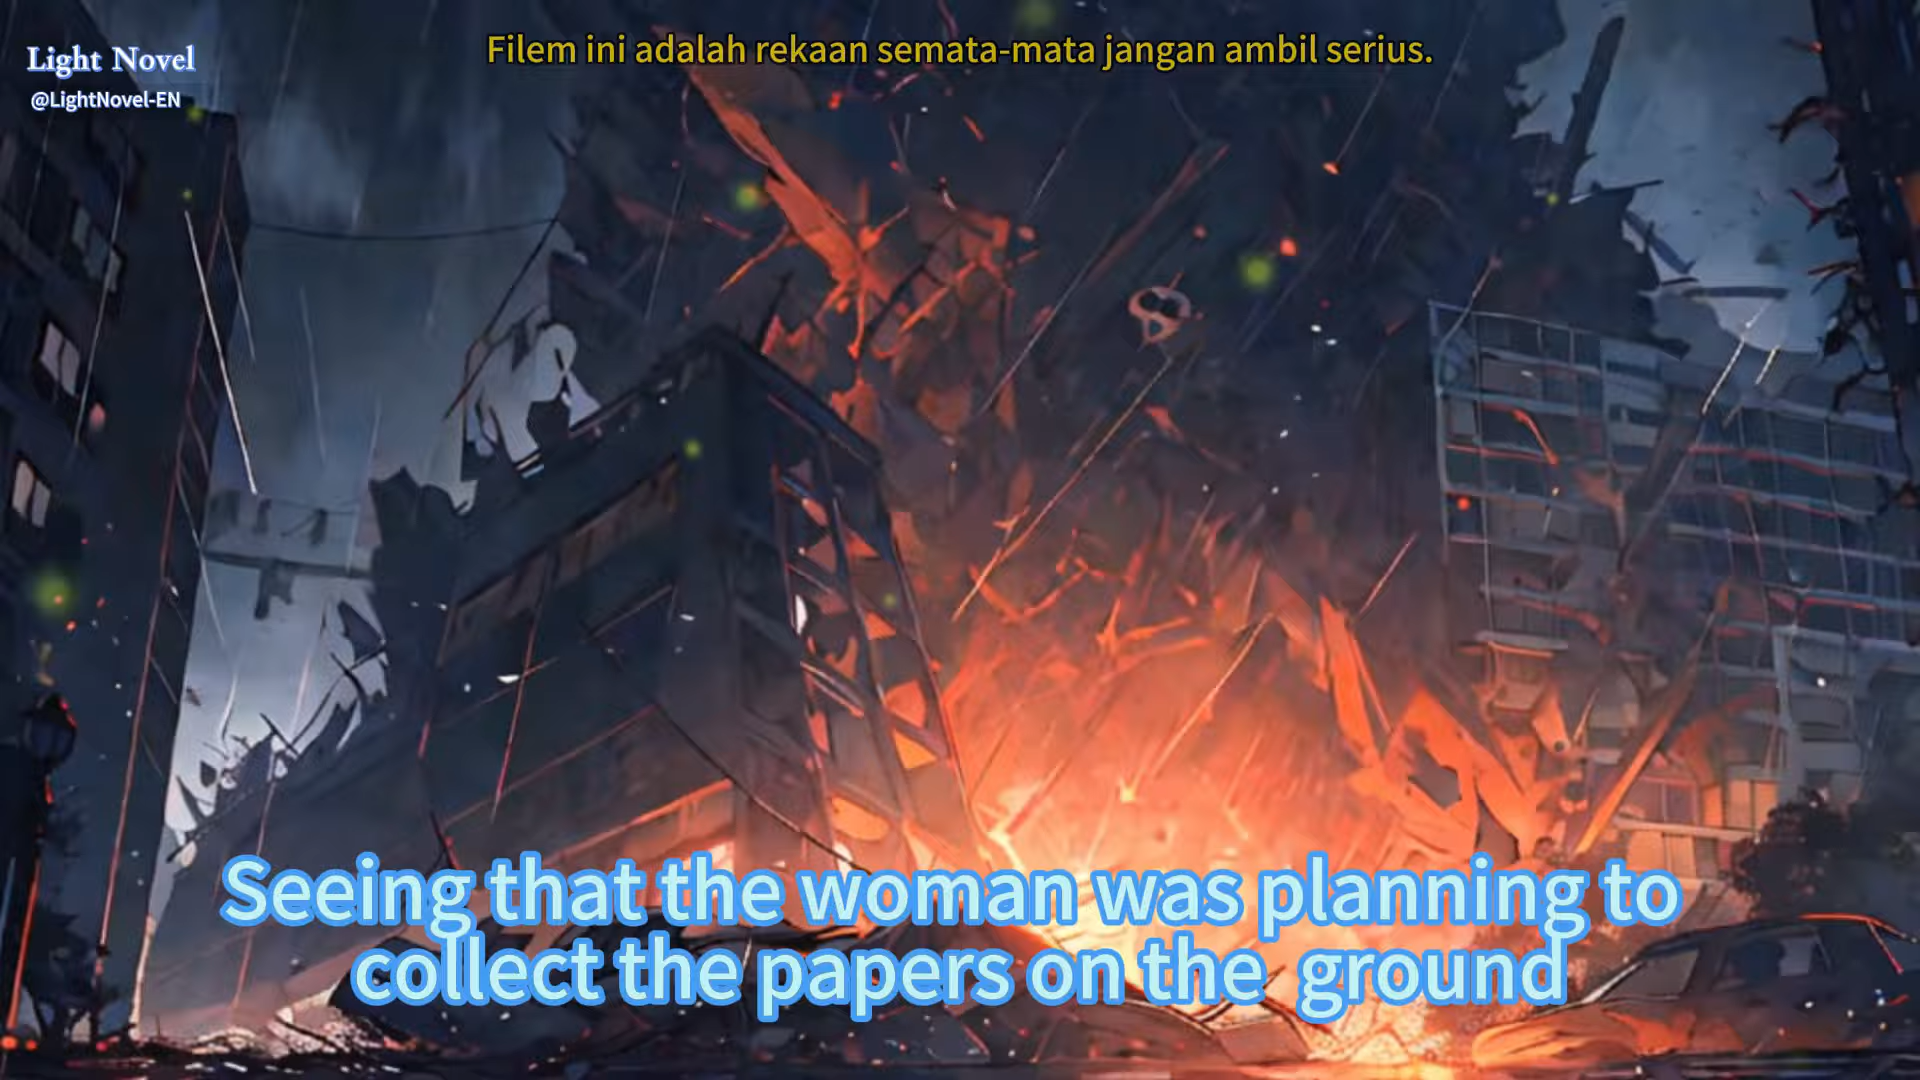 Light Novel
@LightNovel-EN
Filem ini adalah rekaan semata-mata jangan ambil serius.
Seeing that the woman was planning to
collect the papers on the ground